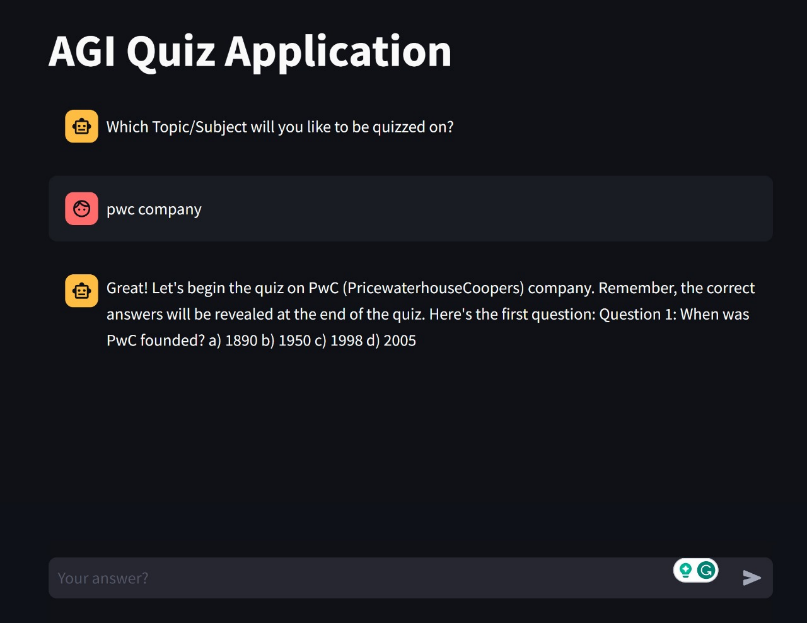 AGI Quiz Application
Which Topic/Subject will you like to be quizzed on?
pwc company
Great! Let's begin the quiz on PwC (PricewaterhouseCoopers) company. Remember, the correct
answers will be revealed at the end of the quiz. Here's the first question: Question 1: When was
PwC founded? a) 1890 b) 1950 c) 1998 d) 2005
Your answer?